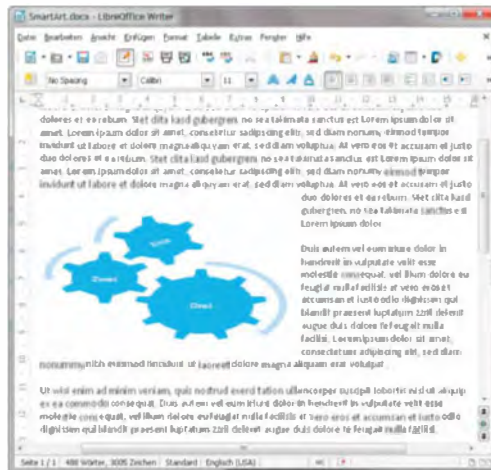 SmartArt.docx - LibreOffice Writer
Datei Bearbeiten Ansicht Einfügen Format Tabelle Extras Fenster Hilfe
No Spacing Calibri 11
dolores et ea rebum. Stet clita kasd gubergren, no sea takimata sanctus est Lorem ipsum dolor sit
amet. Lorem ipsum dolor sit amet, consetetur sadipscing elitr, sed diam nonumy eirmod tempor
invidunt ut labore et dolore magna aliquyam erat, sed diam voluptua. At vero eos et accusam et justo
duo dolores et ea rebum. Stet clita kasd gubergren, no sea takimata sanctus est Lorem ipsum dolor sit
amet. Lorem ipsum dolor sit amet, consetetur sadipscing elitr, sed diam nonumy eirmod tempor
invidunt ut labore et dolore magna aliquyam erat, sed diam voluptua. At vero eos et accusam et justo
duo dolores et ea rebum. Stet clita kasd
gubergren, no sea takimata sanctus est
Lorem ipsum dolor
Duis autem vel eum iriure dolor in
hendrerit in vulputate velit esse
molestie consequat, vel illum dolore eu
feugiat nulla facilisis at vero eros et
accumsan et iusto odio dignissim qui
blandit praesent luptatum zzril delenit
augue duis dolore te feugait nulla
facilisi. Lorem ipsum dolor sit amet,
consectetuer adipiscing elit, sed diam
nonummy nibh euismod tincidunt ut laoreet dolore magna aliquam erat volutpat.
Ut wisi enim ad minim veniam, quis nostrud exerci tation ullamcorper suscipit lobortis nisl ut aliquip
ex ea commodo consequat. Duis autem vel eum iriure dolor in hendrerit in vulputate velit esse
molestie consequat, vel illum dolore eu feugiat nulla facilisis at vero eros et accumsan et iusto odio
dignissim qui blandit praesent luptatum zzril delenit augue duis dolore te feugait nulla facilisi.
Seite 1 / 1 488 Wörter, 3005 Zeichen Standard Englisch (USA)